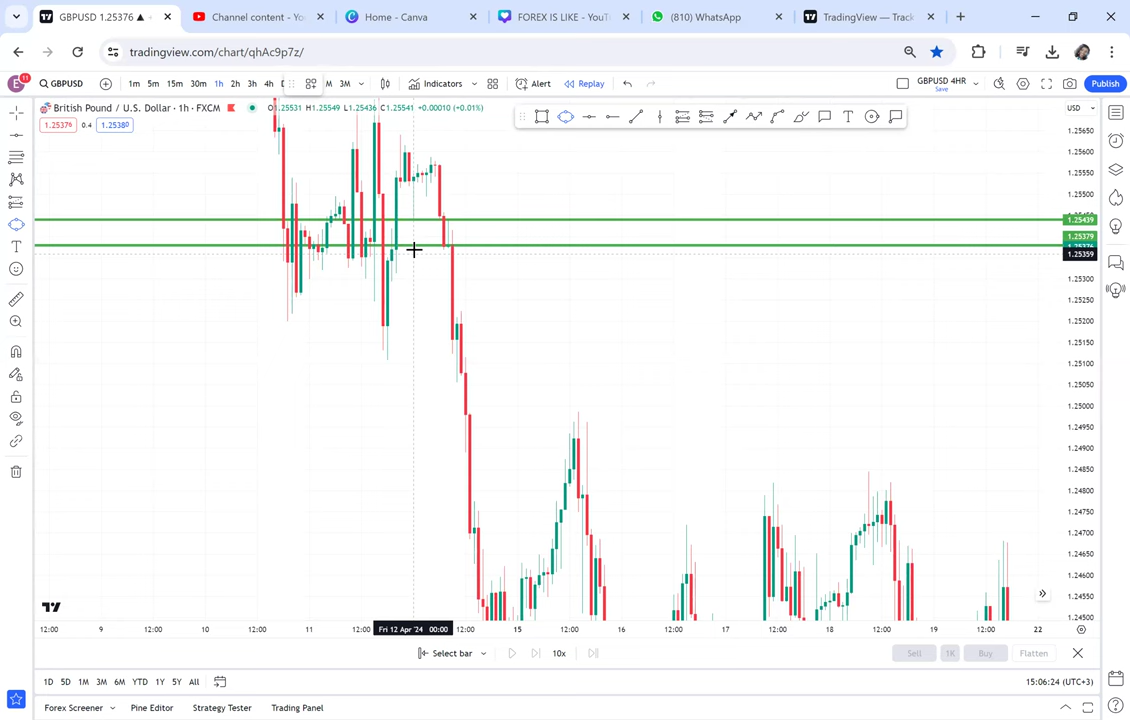 GBPUSD 1.25376 ▲
Channel content - Yo
Home - Canva
FOREX IS LIKE - YouT
(810) WhatsApp
TradingView — Track
tradingview.com/chart/qhAc9p7z/
E 11
GBPUSD
1m 5m 15m 30m 1h 2h 3h 4h
M 3M
Indicators
Alert
Replay
GBPUSD 4HR
Save
Publish
British Pound / U.S. Dollar · 1h · FXCM
O1.25531 H1.25549 L1.25436 C1.25541 +0.00010 (+0.01%)
1.25376 0.4 1.25380
USD
1.25650
1.25600
1.25550
1.25500
1.25439
1.25379
1.25376
1.25359
1.25300
1.25250
1.25200
1.25150
1.25100
1.25050
1.25000
1.24950
1.24900
1.24850
1.24800
1.24750
1.24700
1.24650
1.24600
1.24550
1.24500
12:00 9 12:00 10 12:00 11 12:00 Fri 12 Apr '24 00:00 12:00 15 12:00 16 12:00 17 12:00 18 12:00 19 12:00 22
Select bar
10x
Sell 1K Buy Flatten
1D 5D 1M 3M 6M YTD 1Y 5Y All
15:06:24 (UTC+3)
Forex Screener Pine Editor Strategy Tester Trading Panel